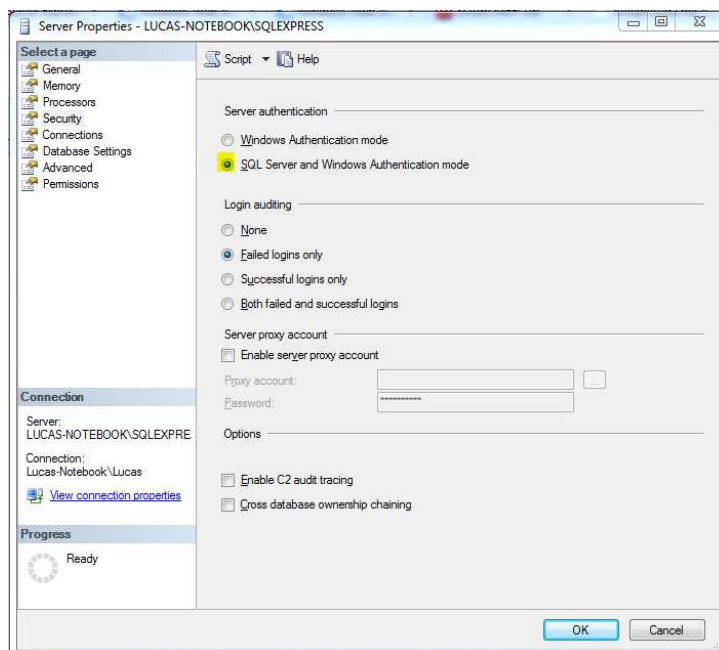 Server Properties - LUCAS-NOTEBOOK\SQLEXPRESS
Select a page
General
Memory
Processors
Security
Connections
Database Settings
Advanced
Permissions
Script
Help
Server authentication
Windows Authentication mode
SQL Server and Windows Authentication mode
Login auditing
None
Failed logins only
Successful logins only
Both failed and successful logins
Server proxy account
Enable server proxy account
Proxy account:
...
Password:
**********
Options
Enable C2 audit tracing
Cross database ownership chaining
Connection
Server:
LUCAS-NOTEBOOK\SQLEXPRE
Connection:
Lucas-Notebook\Lucas
View connection properties
Progress
Ready
OK
Cancel